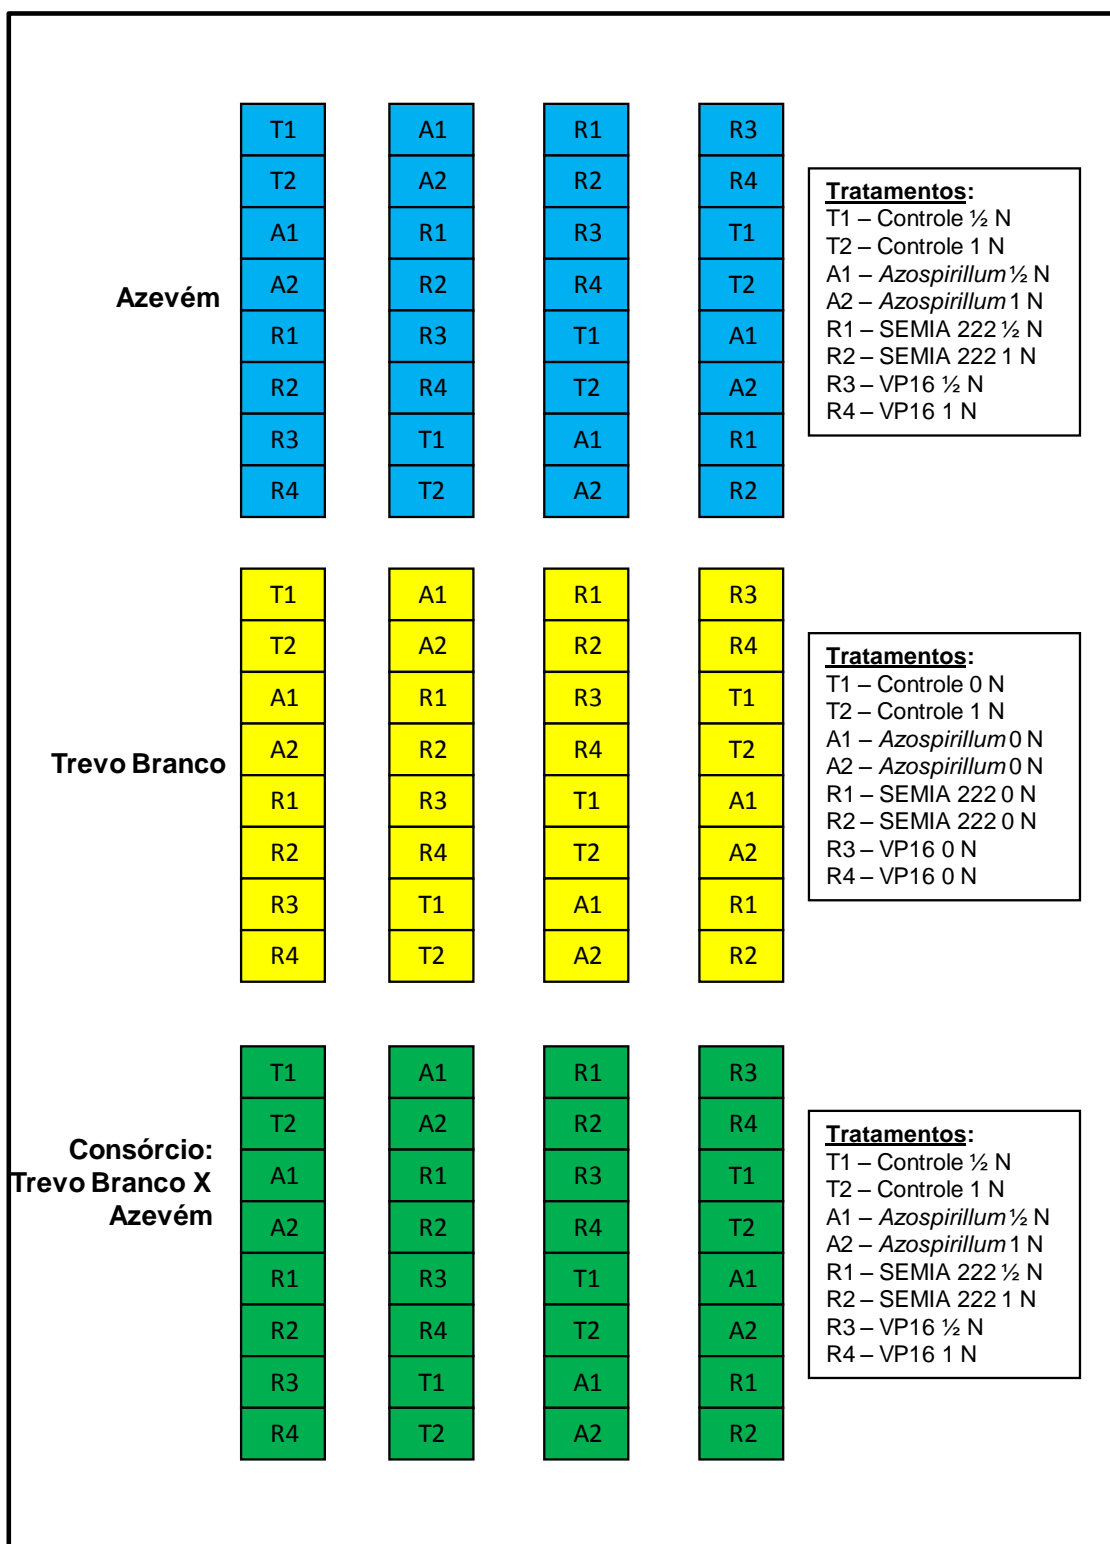 T1 A1 R1 R3
T2 A2 R2 R4
A1 R1 R3 T1
A2 R2 R4 T2
R1 R3 T1 A1
R2 R4 T2 A2
R3 T1 A1 R1
R4 T2 A2 R2
Azevém
Tratamentos:
T1 – Controle ½ N
T2 – Controle 1 N
A1 – Azospirillum ½ N
A2 – Azospirillum 1 N
R1 – SEMIA 222 ½ N
R2 – SEMIA 222 1 N
R3 – VP16 ½ N
R4 – VP16 1 N
T1 A1 R1 R3
T2 A2 R2 R4
A1 R1 R3 T1
A2 R2 R4 T2
R1 R3 T1 A1
R2 R4 T2 A2
R3 T1 A1 R1
R4 T2 A2 R2
Trevo Branco
Tratamentos:
T1 – Controle 0 N
T2 – Controle 1 N
A1 – Azospirillum 0 N
A2 – Azospirillum 0 N
R1 – SEMIA 222 0 N
R2 – SEMIA 222 0 N
R3 – VP16 0 N
R4 – VP16 0 N
T1 A1 R1 R3
T2 A2 R2 R4
A1 R1 R3 T1
A2 R2 R4 T2
R1 R3 T1 A1
R2 R4 T2 A2
R3 T1 A1 R1
R4 T2 A2 R2
Consórcio:
Trevo Branco X
Azevém
Tratamentos:
T1 – Controle ½ N
T2 – Controle 1 N
A1 – Azospirillum ½ N
A2 – Azospirillum 1 N
R1 – SEMIA 222 ½ N
R2 – SEMIA 222 1 N
R3 – VP16 ½ N
R4 – VP16 1 N